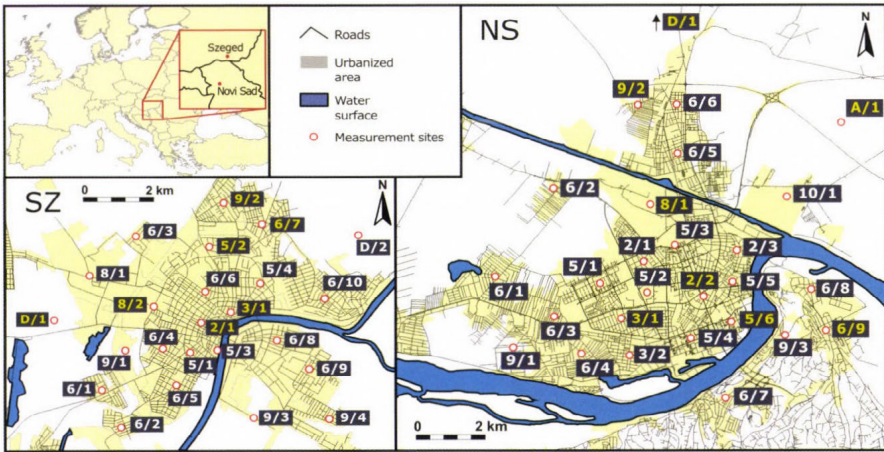 Szeged
Novi Sad
Roads
Urbanized
area
Water
surface
Measurement sites
SZ
0 2 km
N
9/2
6/7
6/3
5/2
D/2
8/1
6/6
5/4
6/10
8/2
3/1
D/1
2/1
6/4
5/1
5/3
6/8
9/1
6/9
6/1
6/5
6/2
9/3
9/4
NS
D/1
N
9/2
6/6
A/1
6/5
6/2
10/1
8/1
5/3
2/1
2/3
5/1
5/2
2/2
5/5
6/8
6/1
6/3
3/1
5/6
6/9
9/1
6/4
3/2
5/4
9/3
6/7
0 2 km